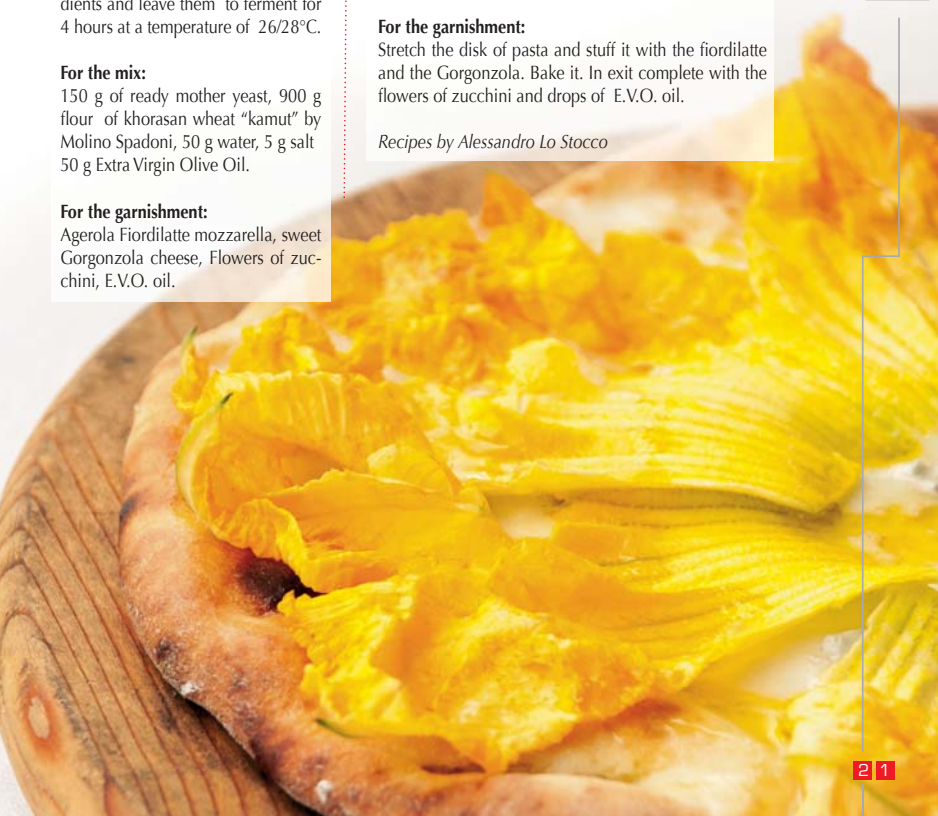 dients and leave them to ferment for
4 hours at a temperature of 26/28°C.
For the mix:
150 g of ready mother yeast, 900 g
flour of khorasan wheat “kamut” by
Molino Spadoni, 50 g water, 5 g salt
50 g Extra Virgin Olive Oil.
For the garnishment:
Agerola Fiordilatte mozzarella, sweet
Gorgonzola cheese, Flowers of zuc-
chini, E.V.O. oil.
For the garnishment:
Stretch the disk of pasta and stuff it with the fiordilatte
and the Gorgonzola. Bake it. In exit complete with the
flowers of zucchini and drops of E.V.O. oil.
Recipes by Alessandro Lo Stocco
21